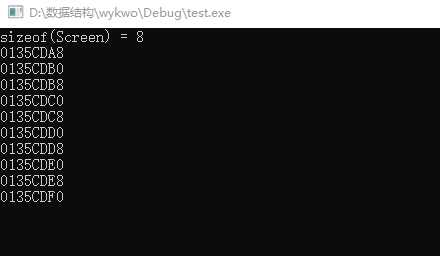 D:\数据结构\wykwo\Debug\test.exe
sizeof(Screen) = 8
0135CDA8
0135CDB0
0135CDB8
0135CDC0
0135CDC8
0135CDD0
0135CDD8
0135CDE0
0135CDE8
0135CDF0